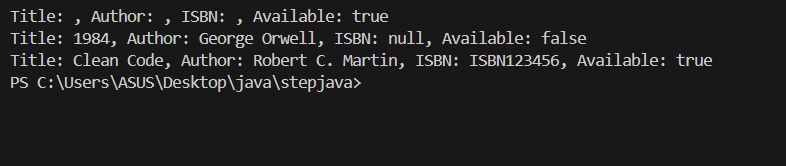 Title: , Author: , ISBN: , Available: true
Title: 1984, Author: George Orwell, ISBN: null, Available: false
Title: Clean Code, Author: Robert C. Martin, ISBN: ISBN123456, Available: true
PS C:\Users\ASUS\Desktop\java\stepjava>